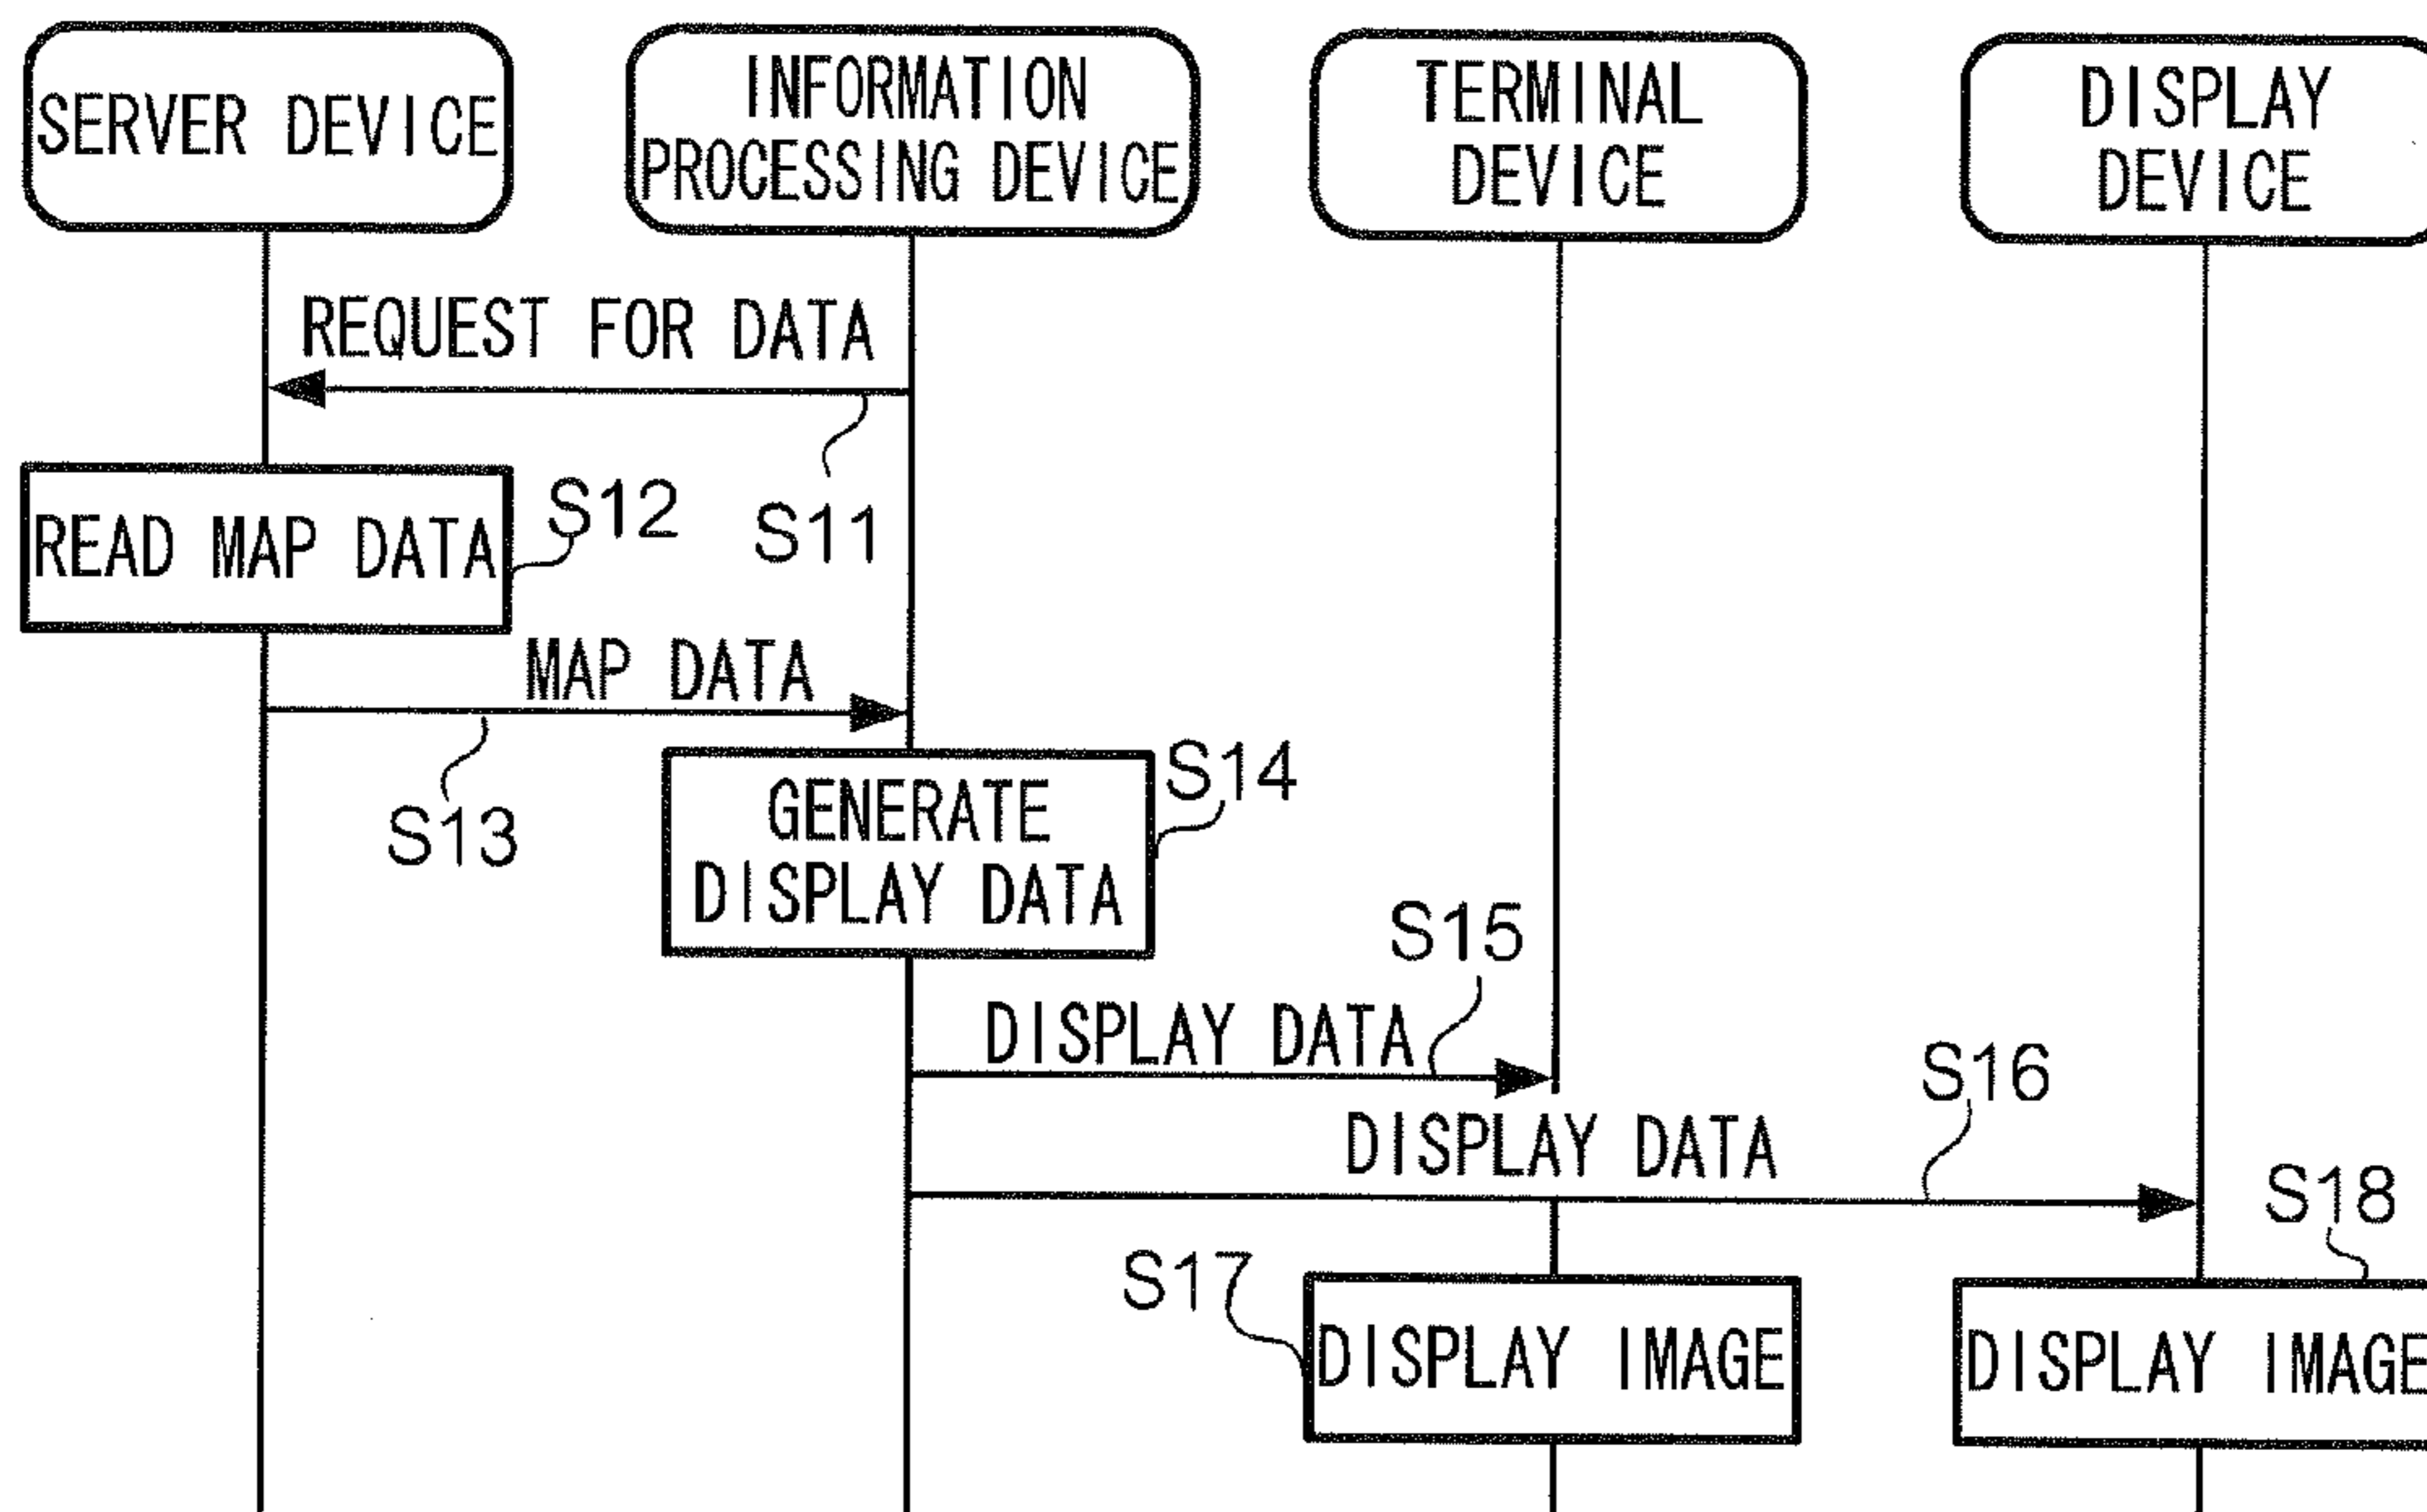 SERVER DEVICE
INFORMATION
PROCESSING DEVICE
TERMINAL
DEVICE
DISPLAY
DEVICE
REQUEST FOR DATA
S11
READ MAP DATA
S12
MAP DATA
S13
GENERATE
DISPLAY DATA
S14
DISPLAY DATA
S15
DISPLAY DATA
S16
S17
DISPLAY IMAGE
S18
DISPLAY IMAGE